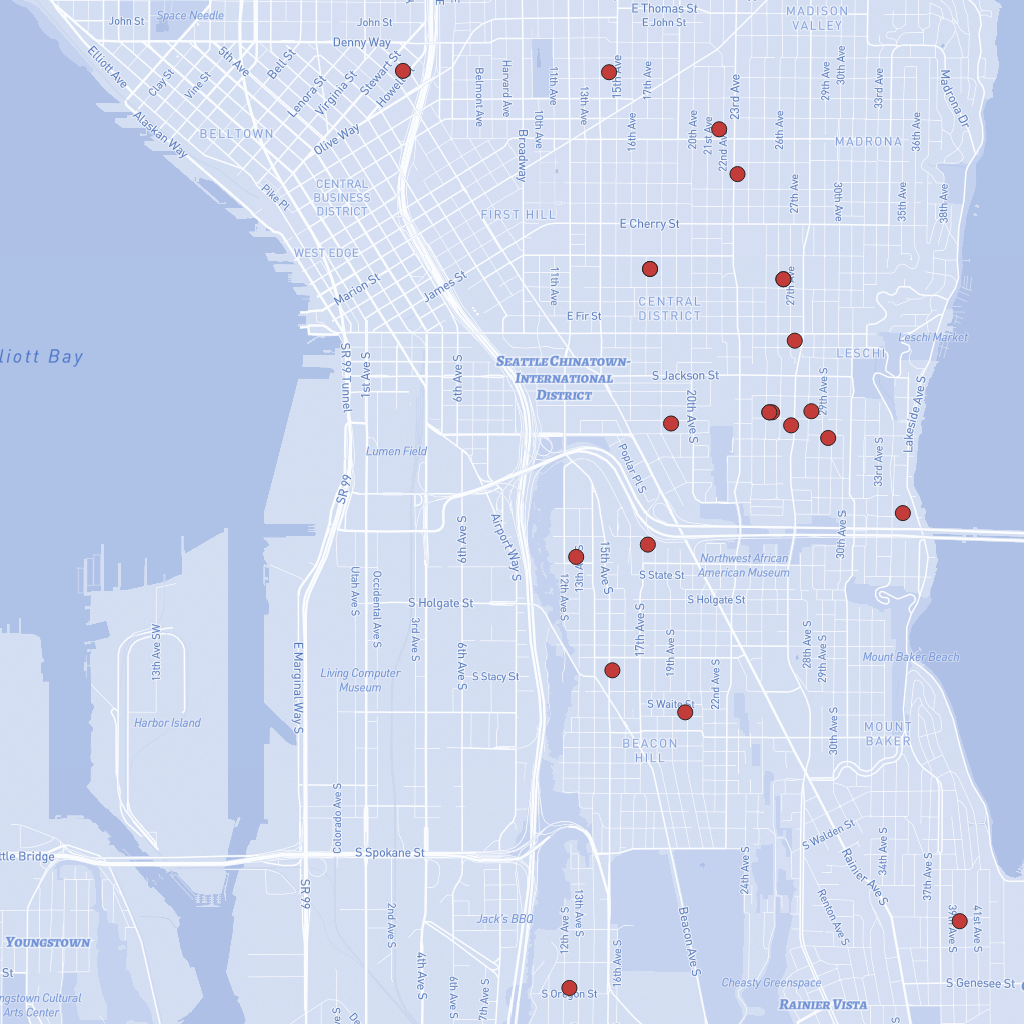 E Thomas St
MADISON
VALLEY
John St
Space Needle
John St
E John St
Denny Way
Elliott Ave
5th Ave
Bell St
Clay St
Vine St
Stewart St
Lenora St
Virginia St
Belmont Ave
Harvard Ave
11th Ave
15th Ave
17th Ave
23rd Ave
29th Ave
30th Ave
33rd Ave
Madrona Dr
Alaskan Way
BELLTOWN
Olive Way
10th Ave
13th Ave
Broadway
16th Ave
20th Ave
21st Ave
22nd Ave
26th Ave
MADRONA
36th Ave
Pike Pl
CENTRAL
BUSINESS
DISTRICT
FIRST HILL
E Cherry St
27th Ave
30th Ave
35th Ave
38th Ave
WEST EDGE
Marion St
James St
11th Ave
CENTRAL
DISTRICT
27th Ave
E Fir St
Leschi Market
LESCHI
SEATTLE CHINATOWN-
INTERNATIONAL
DISTRICT
SR 99 Tunnel
1st Ave S
6th Ave S
S Jackson St
20th Ave S
29th Ave S
Lakeside Ave S
Lumen Field
Poplar Pl S
33rd Ave S
SR 99
6th Ave S
Airport Way S
15th Ave S
30th Ave S
Northwest African
American Museum
S State St
12th Ave S
Utah Ave S
Occidental Ave S
S Holgate St
S Holgate St
3rd Ave S
17th Ave S
19th Ave S
28th Ave S
29th Ave S
13th Ave SW
E Marginal Way S
6th Ave S
S Stacy St
Living Computer
Museum
22nd Ave S
Mount Baker Beach
Harbor Island
S Waite St
30th Ave S
MOUNT
BAKER
BEACON
HILL
Colorado Ave S
S Spokane St
S Walden St
24th Ave S
Rainier Ave S
34th Ave S
37th Ave S
SR 99
2nd Ave S
Jack's BBQ
12th Ave S
13th Ave S
16th Ave S
Beacon Ave S
Renton Ave S
41st Ave S
YOUNGSTOWN
4th Ave S
6th Ave S
7th Ave S
S Oregon St
Cheasty Greenspace
S Genesee St
RAINIER VISTA
Arts Center